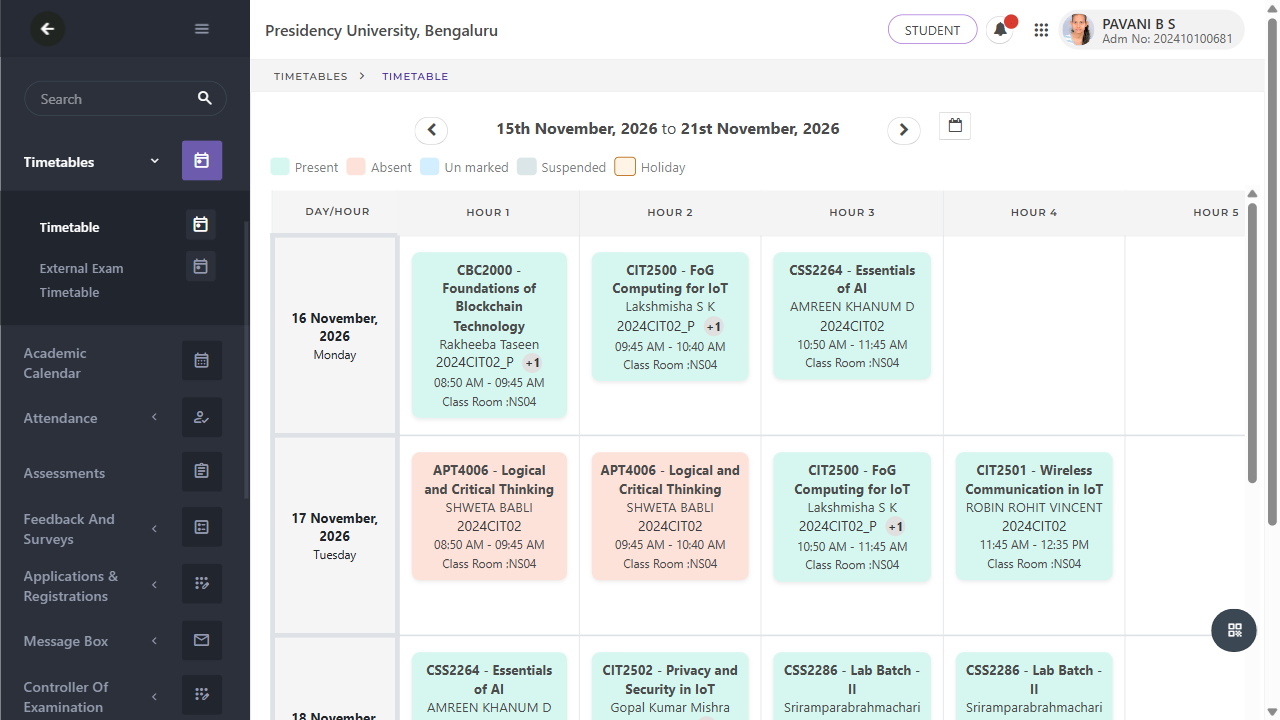 Presidency University, Bengaluru
STUDENT
PAVANI B S
Adm No: 202410100681
Search
Timetables
Timetable
External Exam
Timetable
Academic
Calendar
Attendance
Assessments
Feedback And
Surveys
Applications &
Registrations
Message Box
Controller Of
Examination
TIMETABLES > TIMETABLE
15th November, 2026 to 21st November, 2026
Present Absent Un marked Suspended Holiday
DAY/HOUR HOUR 1 HOUR 2 HOUR 3 HOUR 4 HOUR 5
16 November,
2026
Monday
CBC2000 -
Foundations of
Blockchain
Technology
Rakheeba Taseen
2024CIT02_P +1
08:50 AM - 09:45 AM
Class Room :NS04
CIT2500 - FoG
Computing for IoT
Lakshmisha S K
2024CIT02_P +1
09:45 AM - 10:40 AM
Class Room :NS04
CSS2264 - Essentials
of AI
AMREEN KHANUM D
2024CIT02
10:50 AM - 11:45 AM
Class Room :NS04
17 November,
2026
Tuesday
APT4006 - Logical
and Critical Thinking
SHWETA BABLI
2024CIT02
08:50 AM - 09:45 AM
Class Room :NS04
APT4006 - Logical and
Critical Thinking
SHWETA BABLI
2024CIT02
09:45 AM - 10:40 AM
Class Room :NS04
CIT2500 - FoG
Computing for IoT
Lakshmisha S K
2024CIT02_P +1
10:50 AM - 11:45 AM
Class Room :NS04
CIT2501 - Wireless
Communication in IoT
ROBIN ROHIT VINCENT
2024CIT02
11:45 AM - 12:35 PM
Class Room :NS04
18 November,
CSS2264 - Essentials
of AI
AMREEN KHANUM D
CIT2502 - Privacy and
Security in IoT
Gopal Kumar Mishra
CSS2286 - Lab Batch -
II
Sriramparabrahmachari
CSS2286 - Lab Batch -
II
Sriramparabrahmachari